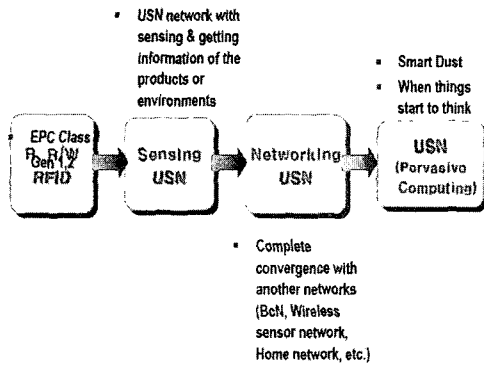 ▪ USN network with
sensing & getting
information of the
products or
environments
▪ Smart Dust
▪ When things
start to think
▪ EPC Class
Gen 1,2
R, R/W
RFID
Sensing
USN
Networking
USN
USN
(Pervasive
Computing)
▪ Complete
convergence with
another networks
(BcN, Wireless
sensor network,
Home network, etc.)